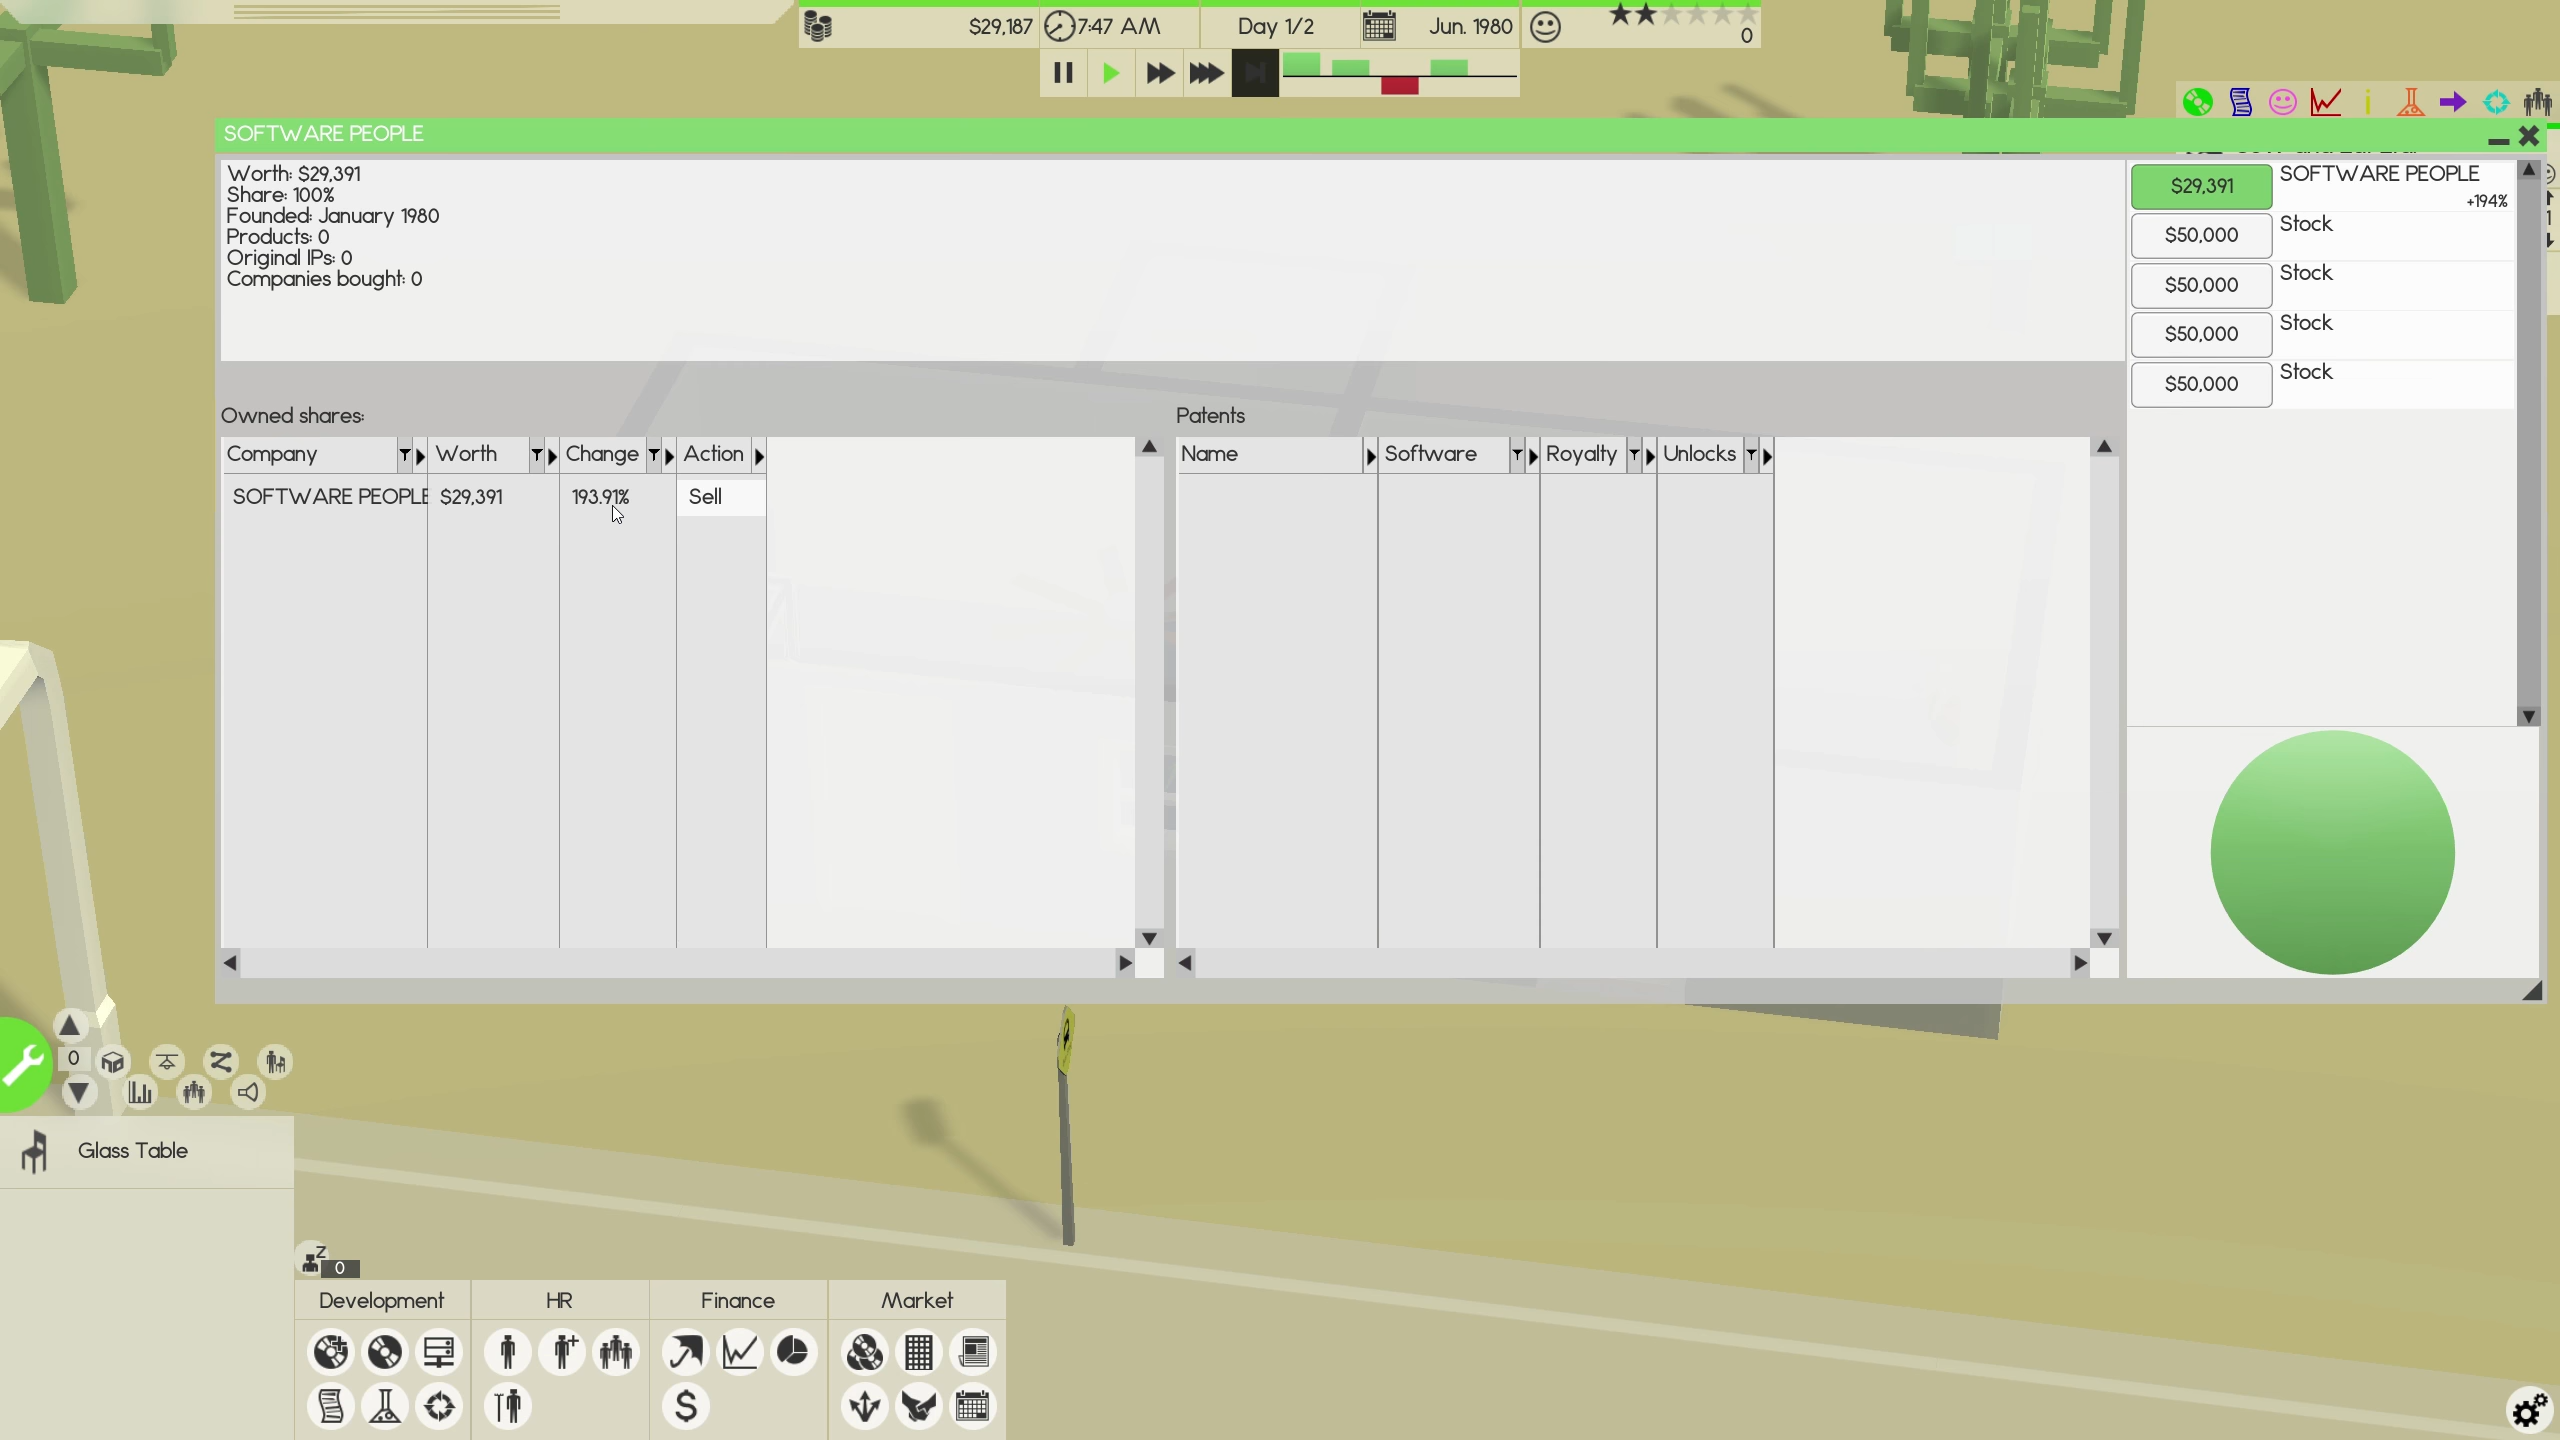 $29,187
7:47 AM
Day 1/2
Jun. 1980
0
SOFTWARE PEOPLE
Worth: $29,391
Share: 100%
Founded: January 1980
Products: 0
Original IPs: 0
Companies bought: 0
$29,391
SOFTWARE PEOPLE
+194%
$50,000
Stock
$50,000
Stock
$50,000
Stock
$50,000
Stock
Owned shares:
Company
Worth
Change
Action
SOFTWARE PEOPLE
$29,391
193.91%
Sell
Patents
Name
Software
Royalty
Unlocks
0
Glass Table
Z
0
Development
HR
Finance
Market